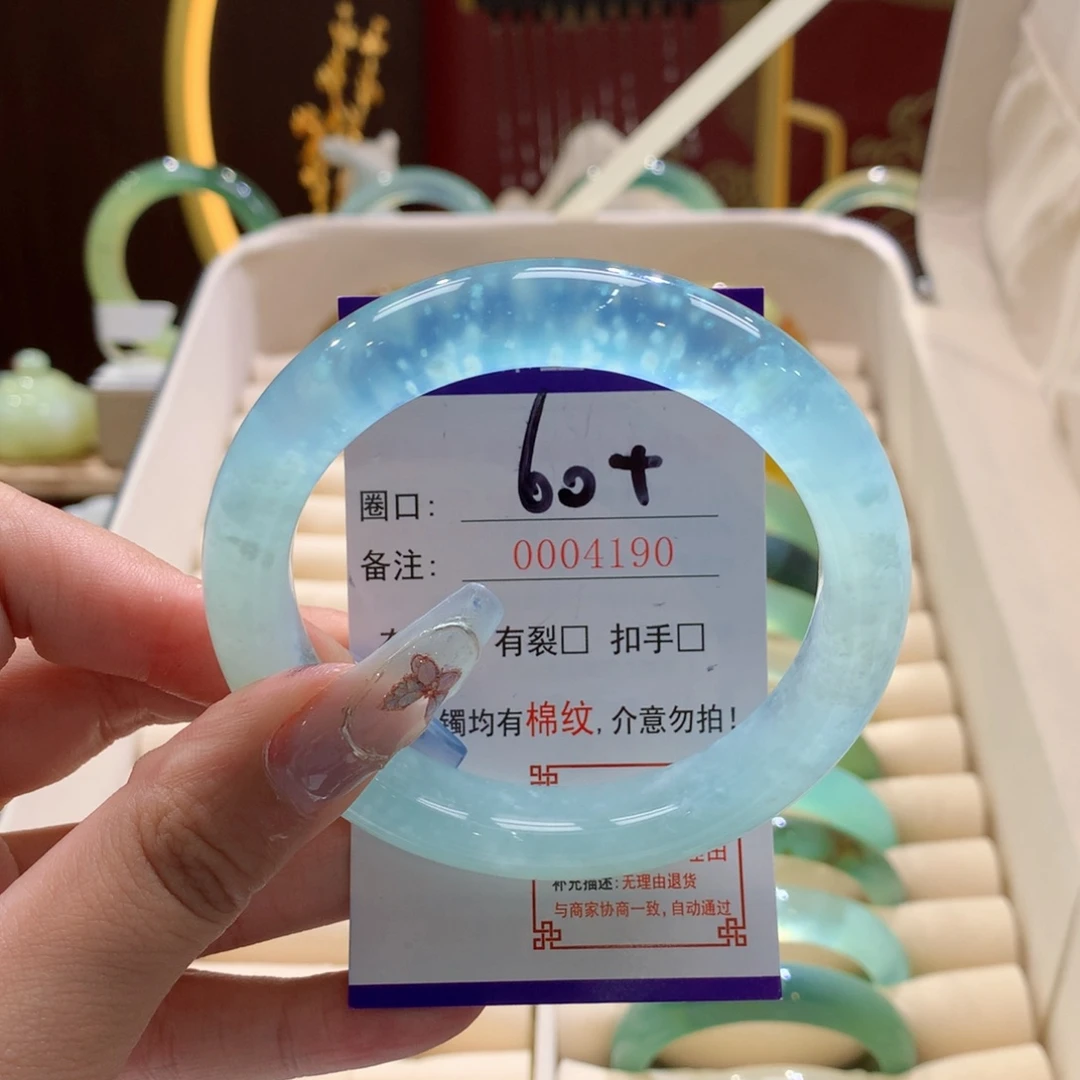 圈口: 60+
备注: 0004190
有裂□ 扣手□
镯均有棉纹,介意勿拍!
理由
补充描述:无理由退货
与商家协商一致,自动通过